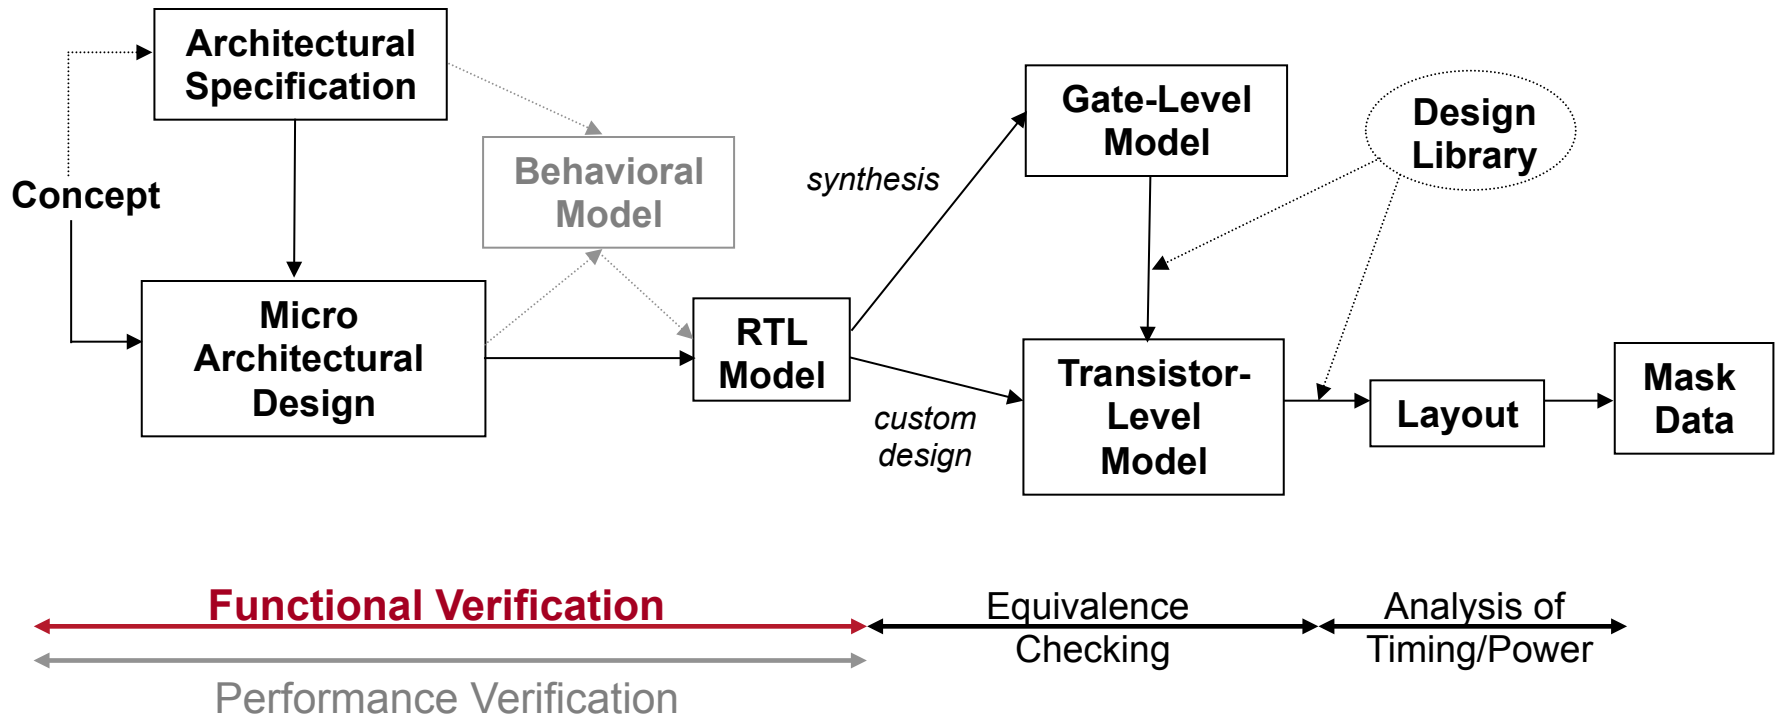 Architectural
Specification
Concept
Behavioral
Model
Micro
Architectural
Design
RTL
Model
synthesis
custom
design
Gate-Level
Model
Design
Library
Transistor-
Level
Model
Layout
Mask
Data
Functional Verification
Performance Verification
Equivalence
Checking
Analysis of
Timing/Power